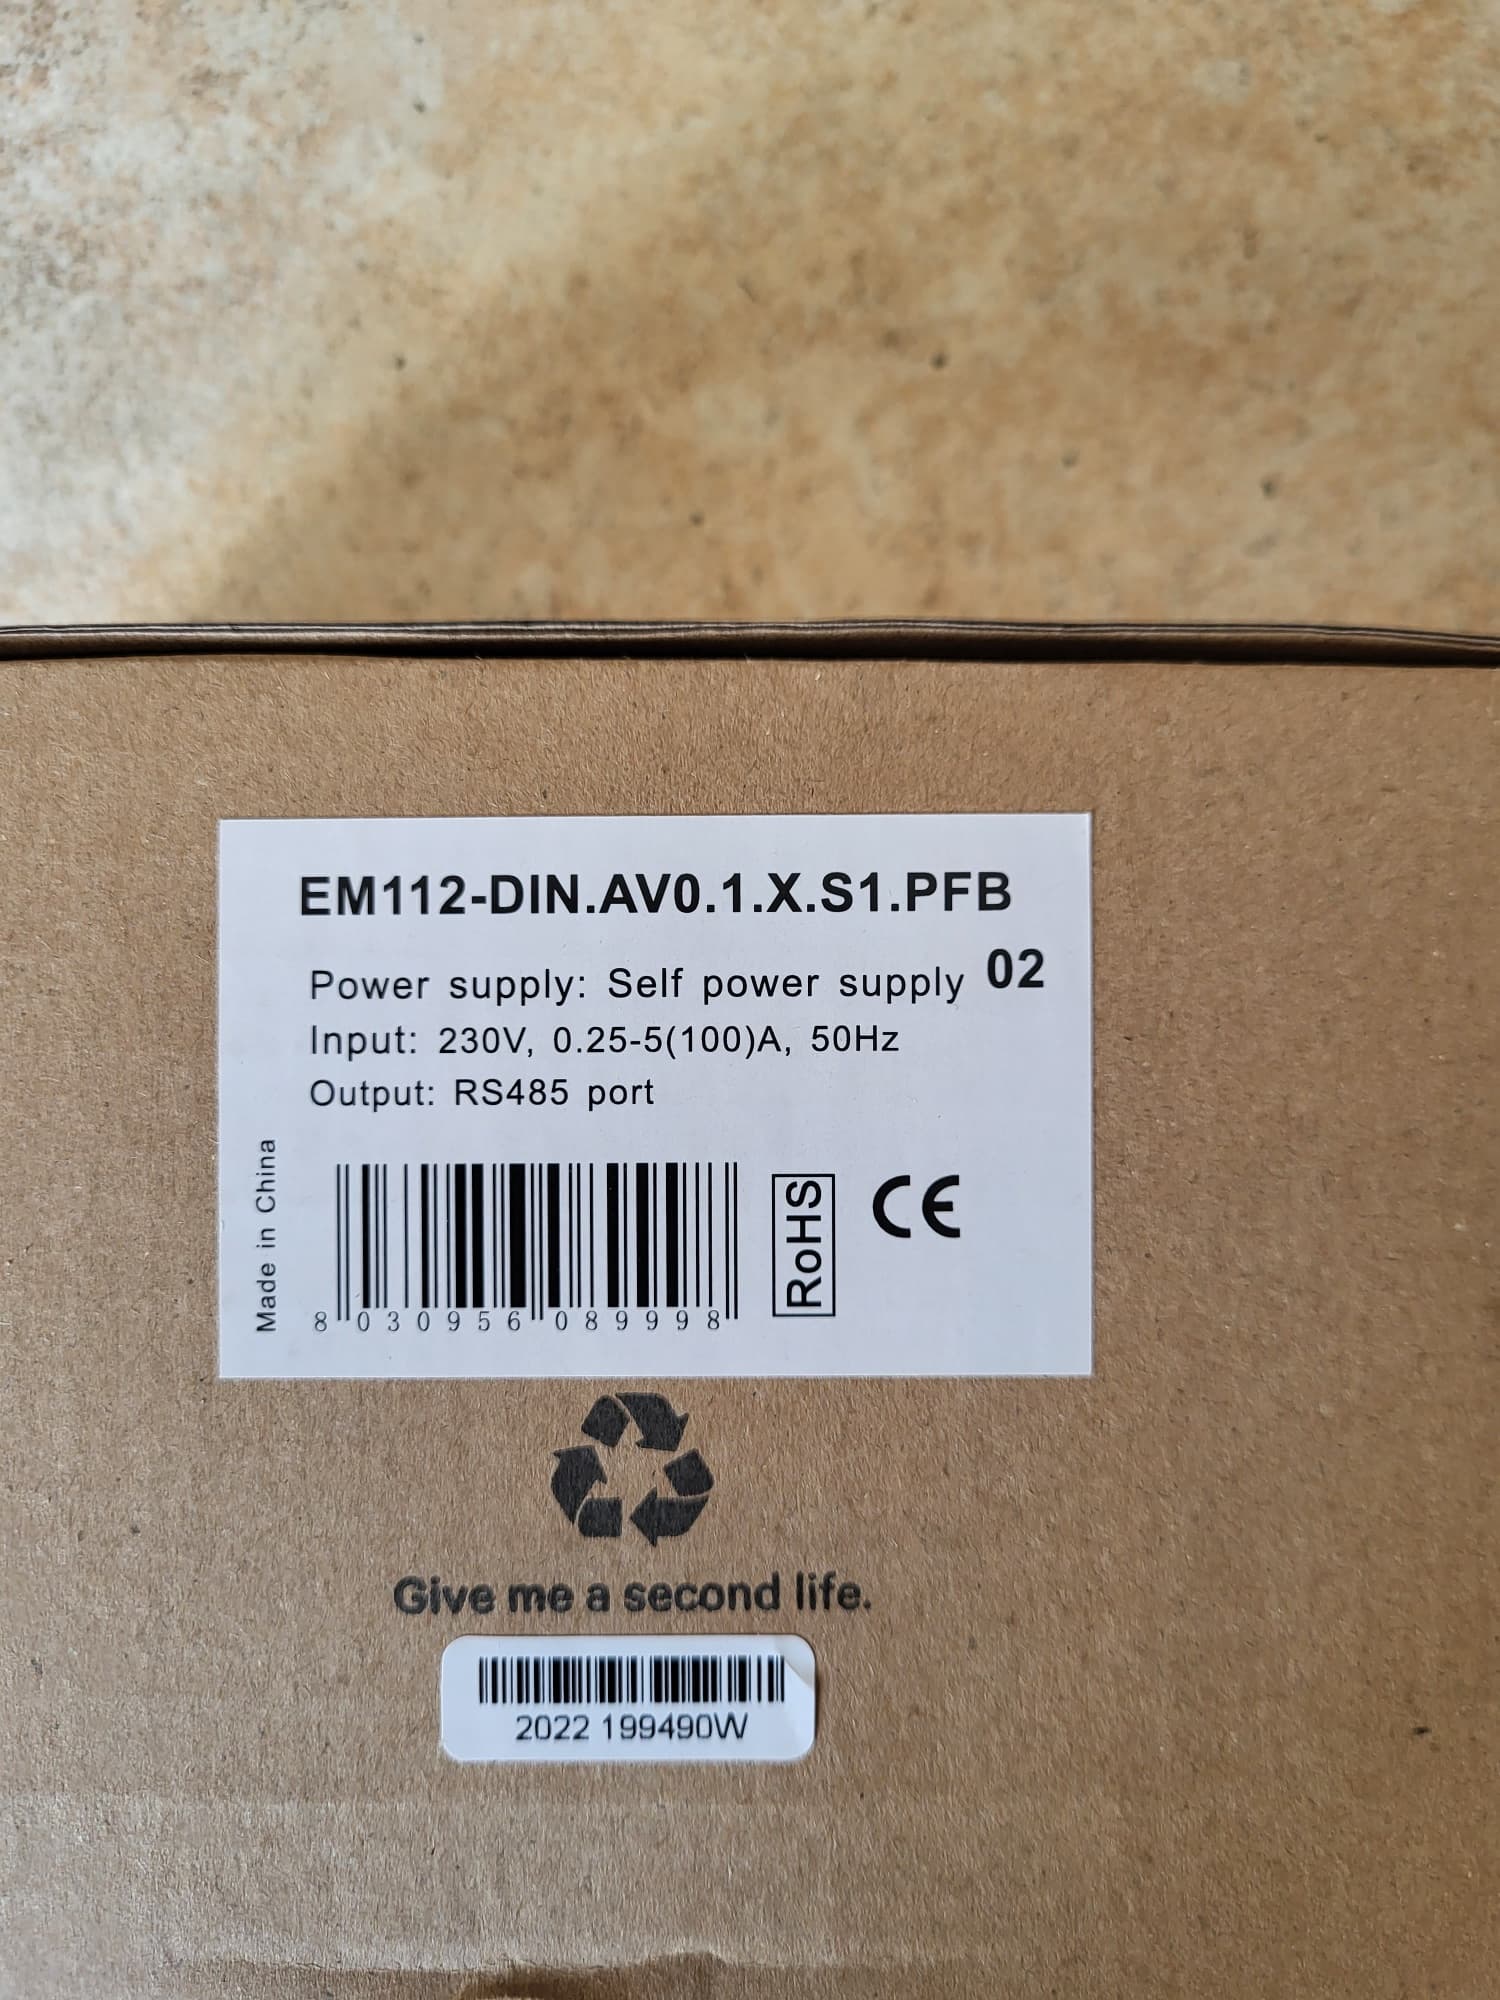 EM112-DIN.AV0.1.X.S1.PFB
Power supply: Self power supply 02
Input: 230V, 0.25-5(100)A, 50Hz
Output: RS485 port
Made in China
8 030956 089998
RoHS
CE
Give me a second life.
2022 199490W